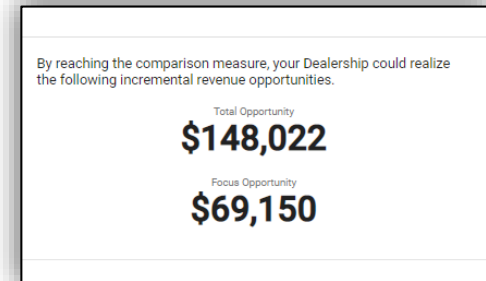 By reaching the comparison measure, your Dealership could realize
the following incremental revenue opportunities.
Total Opportunity
$148,022
Focus Opportunity
$69,150